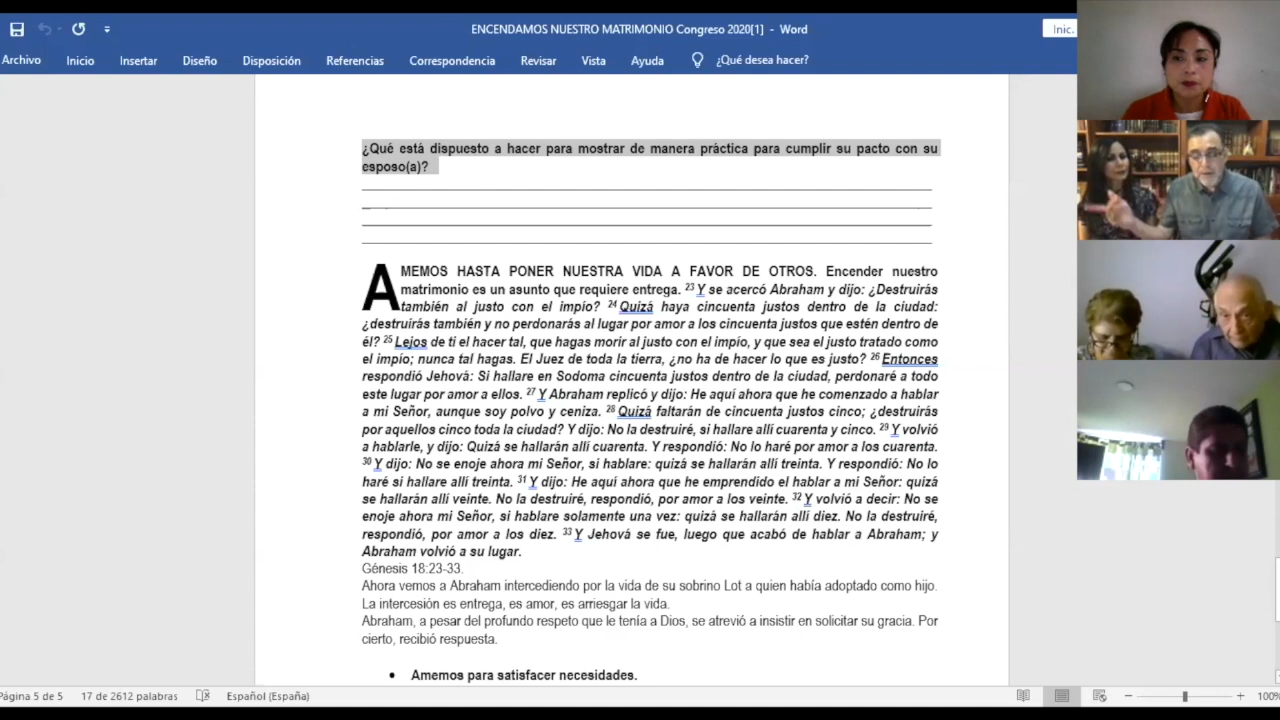 ENCENDAMOS NUESTRO MATRIMONIO Congreso 2020[1] - Word
Inic.
Archivo Inicio Insertar Diseño Disposición Referencias Correspondencia Revisar Vista Ayuda ¿Qué desea hacer?
¿Qué está dispuesto a hacer para mostrar de manera práctica para cumplir su pacto con su
esposo(a)?
AMEMOS HASTA PONER NUESTRA VIDA A FAVOR DE OTROS. Encender nuestro
matrimonio es un asunto que requiere entrega. 23 Y se acercó Abraham y dijo: ¿Destruirás
también al justo con el impío? 24 Quizá haya cincuenta justos dentro de la ciudad:
¿destruirás también y no perdonarás al lugar por amor a los cincuenta justos que estén dentro de
él? 25 Lejos de ti el hacer tal, que hagas morir al justo con el impío, y que sea el justo tratado como
el impío; nunca tal hagas. El Juez de toda la tierra, ¿no ha de hacer lo que es justo? 26 Entonces
respondió Jehová: Si hallare en Sodoma cincuenta justos dentro de la ciudad, perdonaré a todo
este lugar por amor a ellos. 27 Y Abraham replicó y dijo: He aquí ahora que he comenzado a hablar
a mi Señor, aunque soy polvo y ceniza. 28 Quizá faltarán de cincuenta justos cinco; ¿destruirás
por aquellos cinco toda la ciudad? Y dijo: No la destruiré, si hallare allí cuarenta y cinco. 29 Y volvió
a hablarle, y dijo: Quizá se hallarán allí cuarenta. Y respondió: No lo haré por amor a los cuarenta.
30 Y dijo: No se enoje ahora mi Señor, si hablare: quizá se hallarán allí treinta. Y respondió: No lo
haré si hallare allí treinta. 31 Y dijo: He aquí ahora que he emprendido el hablar a mi Señor: quizá
se hallarán allí veinte. No la destruiré, respondió, por amor a los veinte. 32 Y volvió a decir: No se
enoje ahora mi Señor, si hablare solamente una vez: quizá se hallarán allí diez. No la destruiré,
respondió, por amor a los diez. 33 Y Jehová se fue, luego que acabó de hablar a Abraham; y
Abraham volvió a su lugar.
Génesis 18:23-33.
Ahora vemos a Abraham intercediendo por la vida de su sobrino Lot a quien había adoptado como hijo.
La intercesión es entrega, es amor, es arriesgar la vida.
Abraham, a pesar del profundo respeto que le tenía a Dios, se atrevió a insistir en solicitar su gracia. Por
cierto, recibió respuesta.
• Amemos para satisfacer necesidades.
Página 5 de 5 17 de 2612 palabras Español (España) 100%